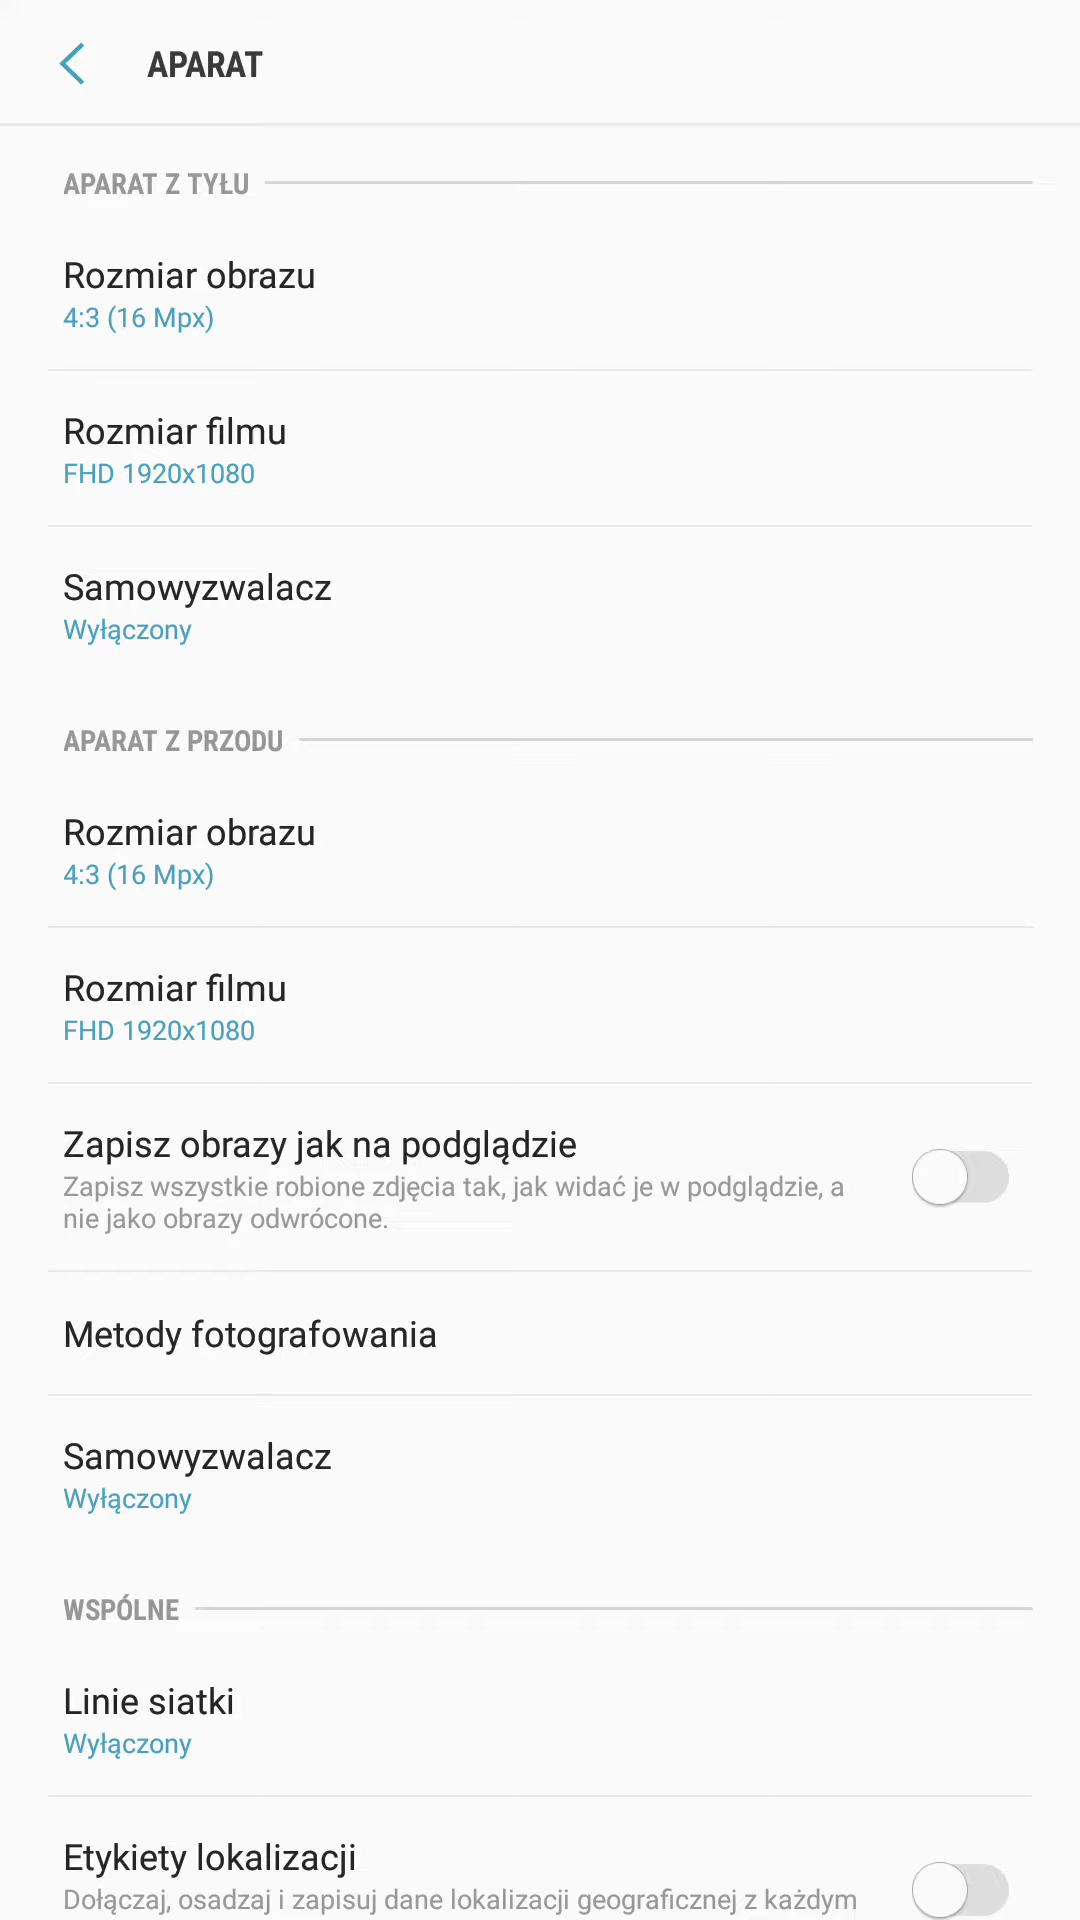 APARAT
APARAT Z TYŁU
Rozmiar obrazu
4:3 (16 Mpx)
Rozmiar filmu
FHD 1920x1080
Samowyzwalacz
Wyłączony
APARAT Z PRZODU
Rozmiar obrazu
4:3 (16 Mpx)
Rozmiar filmu
FHD 1920x1080
Zapisz obrazy jak na podglądzie
Zapisz wszystkie robione zdjęcia tak, jak widać je w podglądzie, a
nie jako obrazy odwrócone.
Metody fotografowania
Samowyzwalacz
Wyłączony
WSPÓLNE
Linie siatki
Wyłączony
Etykiety lokalizacji
Dołączaj, osadzaj i zapisuj dane lokalizacji geograficznej z każdym